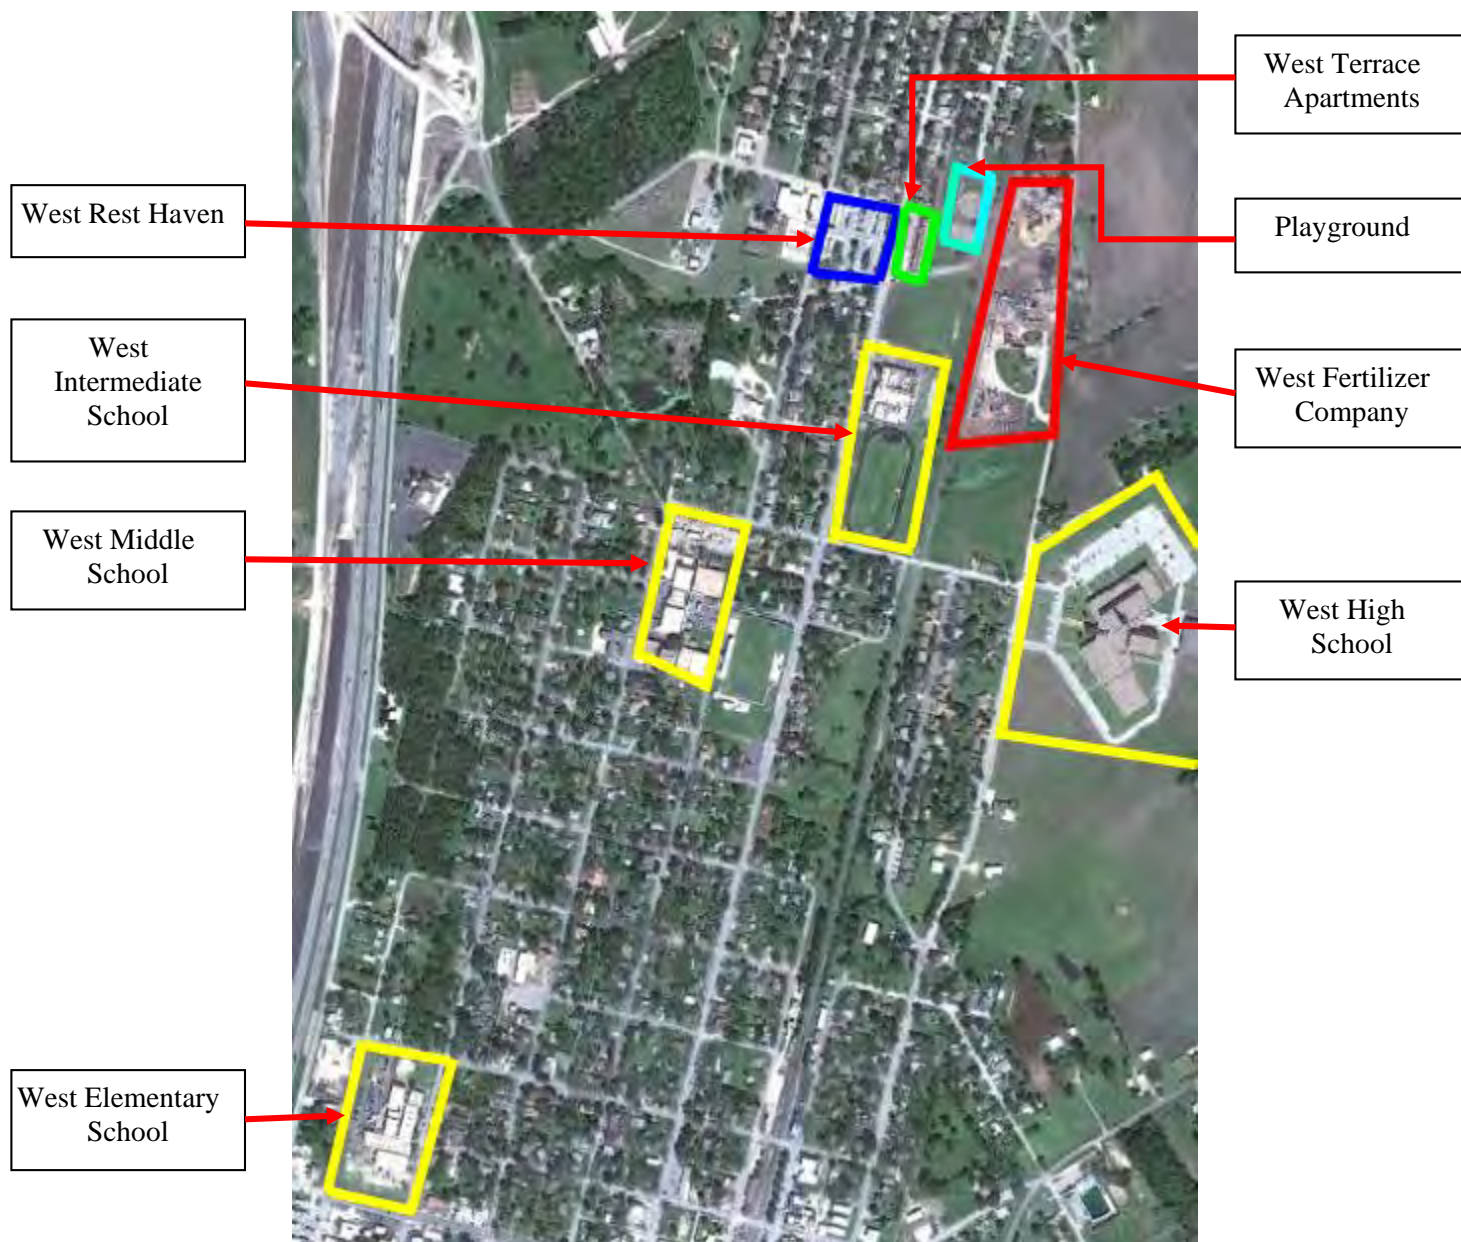 West Terrace
Apartments
West Rest Haven
Playground
West
Intermediate
School
West Fertilizer
Company
West Middle
School
West High
School
West Elementary
School